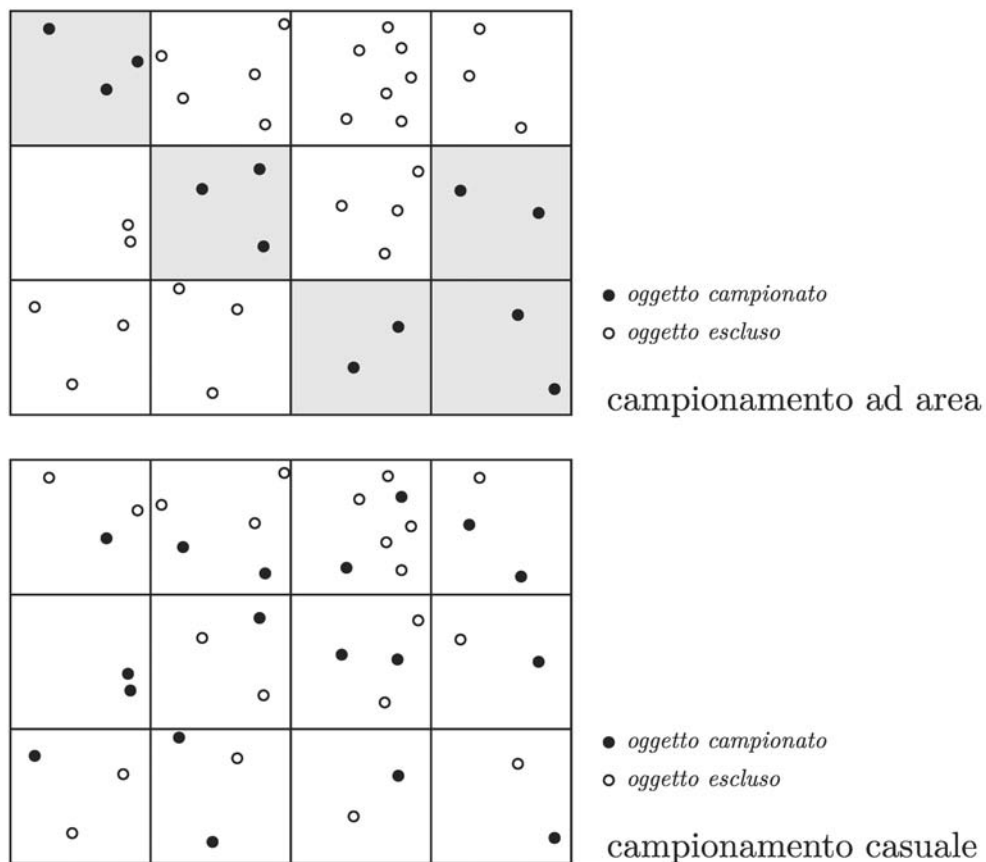 oggetto campionato
oggetto escluso
campionamento ad area
oggetto campionato
oggetto escluso
campionamento casuale